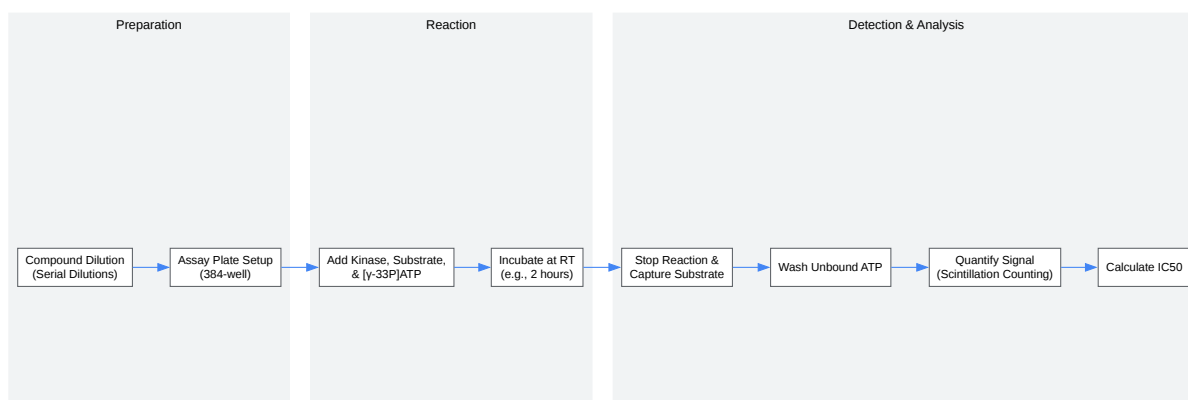 Preparation
Reaction
Detection & Analysis
Compound Dilution
(Serial Dilutions)
Assay Plate Setup
(384-well)
Add Kinase, Substrate,
& [γ-33P]ATP
Incubate at RT
(e.g., 2 hours)
Stop Reaction &
Capture Substrate
Wash Unbound ATP
Quantify Signal
(Scintillation Counting)
Calculate IC50